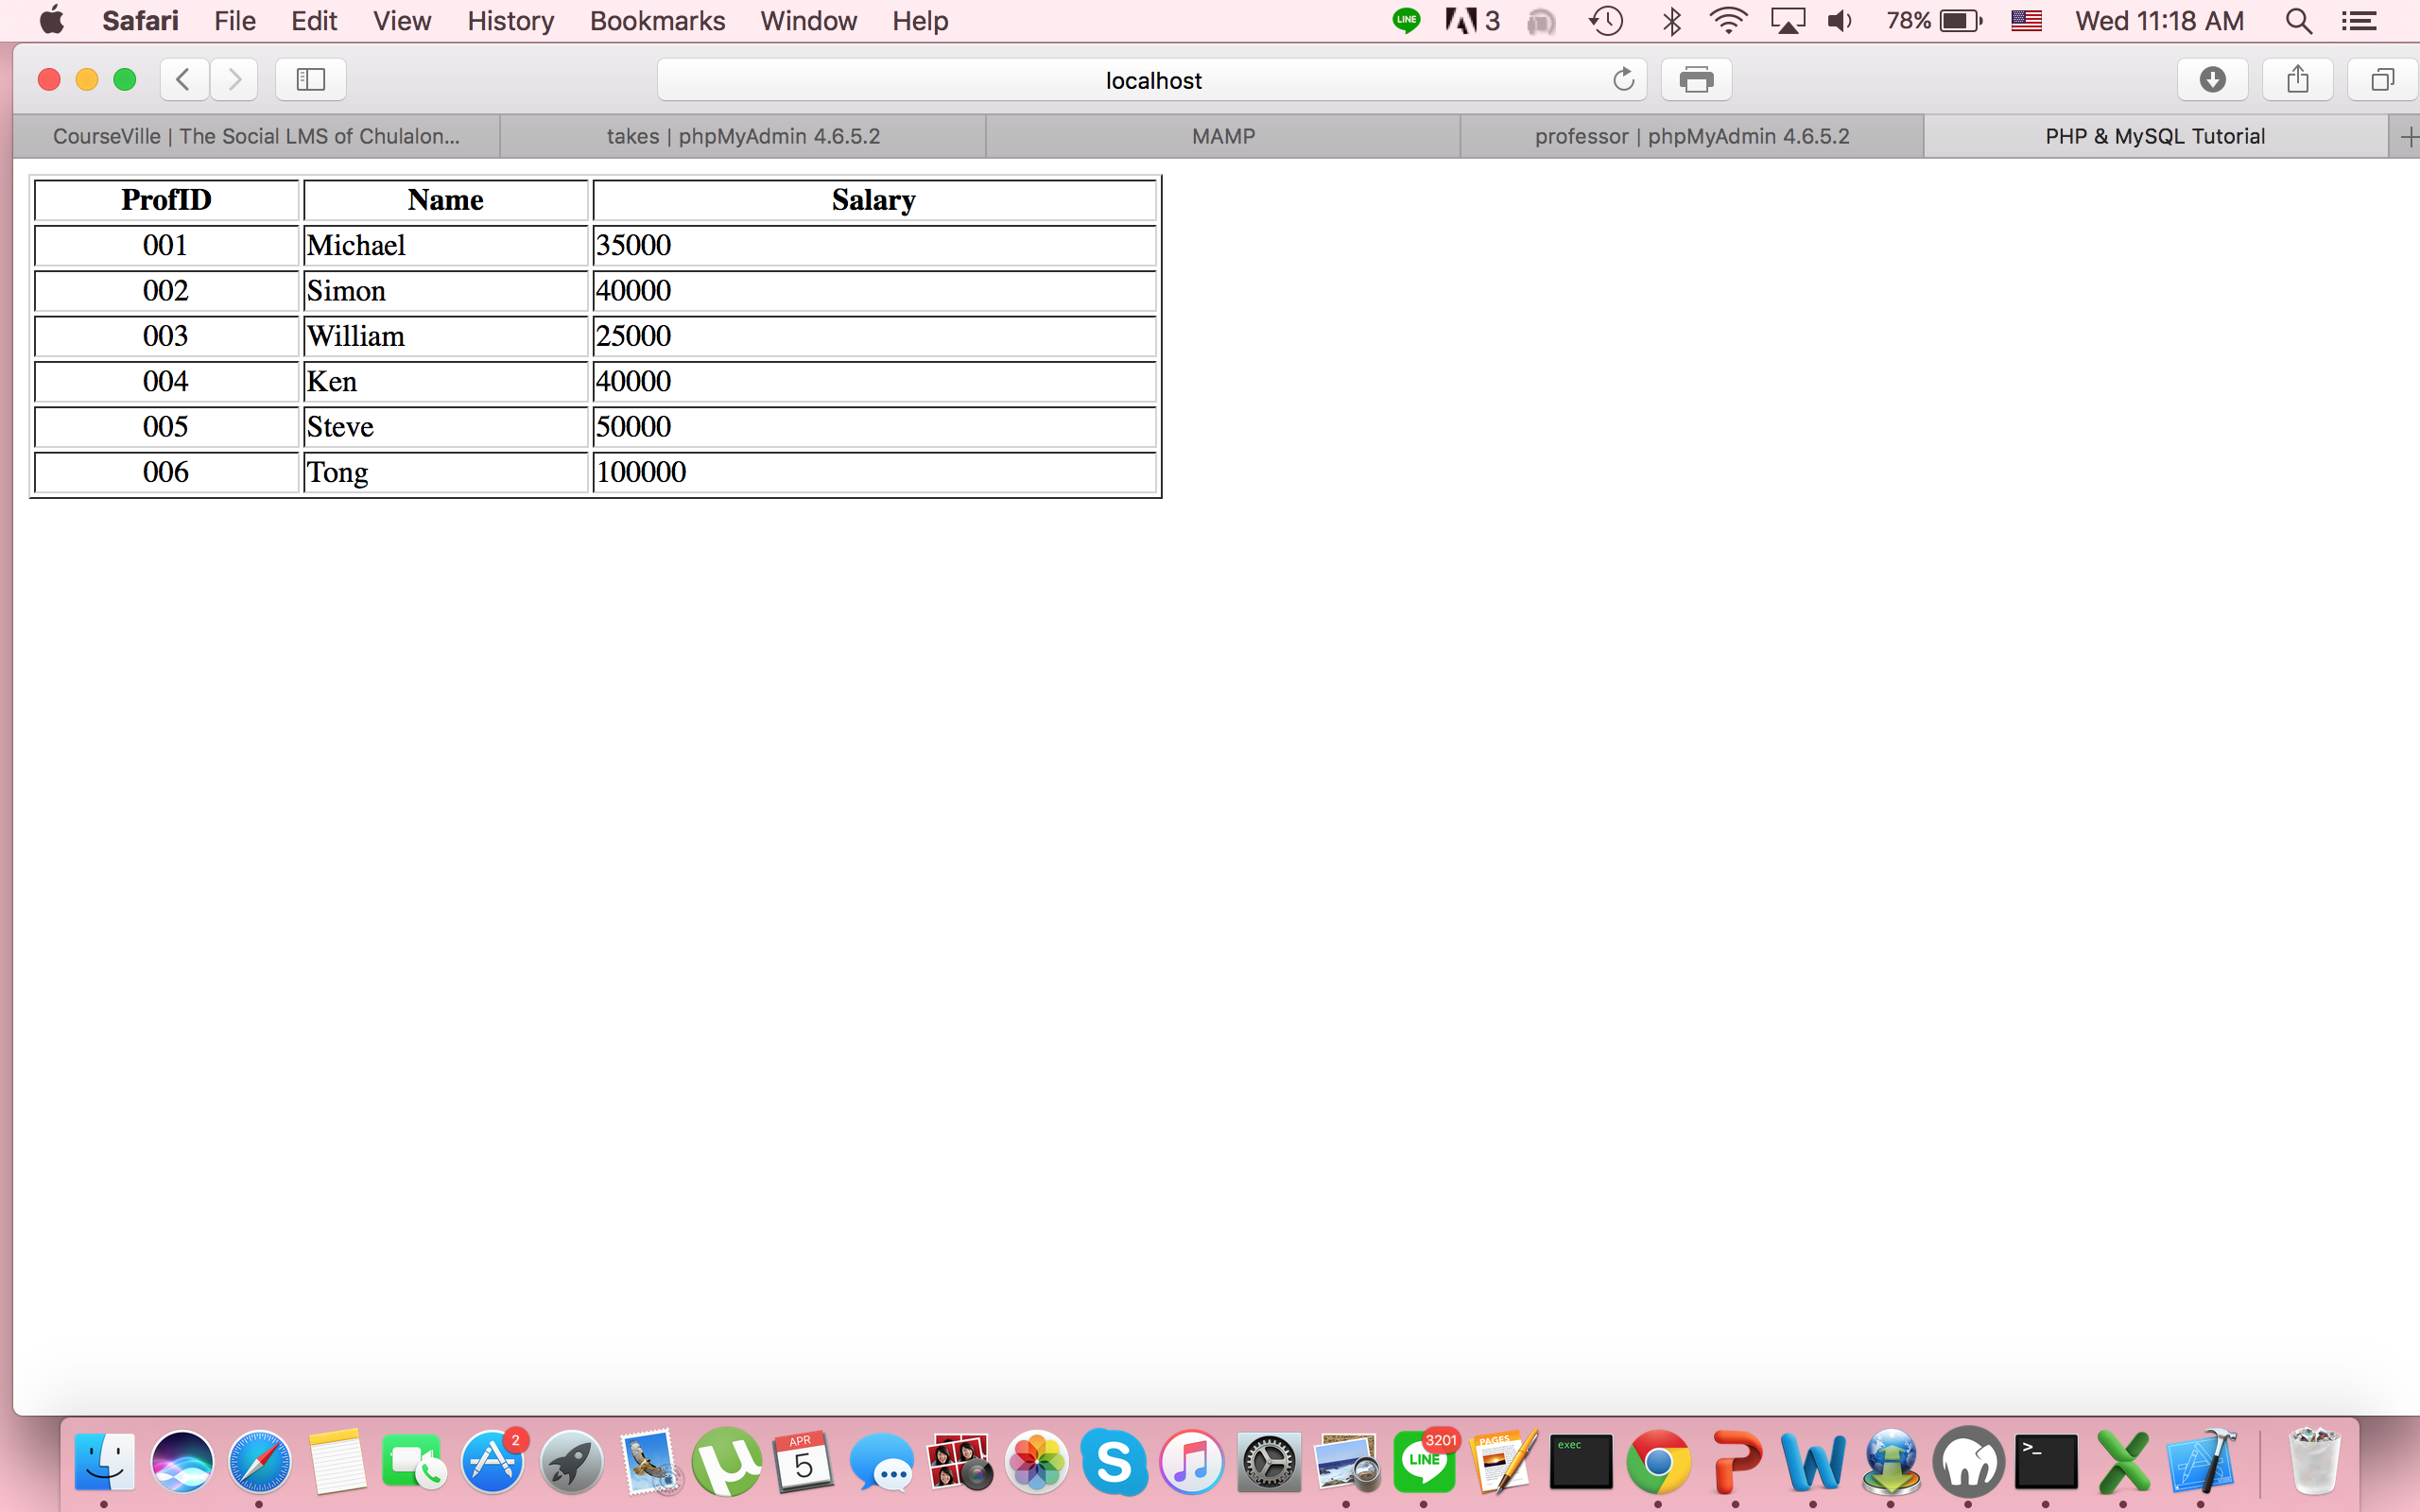 Safari File Edit View History Bookmarks Window Help LINE 3 78% Wed 11:18 AM
localhost
CourseVille | The Social LMS of Chulalon... takes | phpMyAdmin 4.6.5.2 MAMP professor | phpMyAdmin 4.6.5.2 PHP & MySQL Tutorial
ProfID Name Salary
001 Michael 35000
002 Simon 40000
003 William 25000
004 Ken 40000
005 Steve 50000
006 Tong 100000
2 APR 5 3201 LINE PAGES exec >_